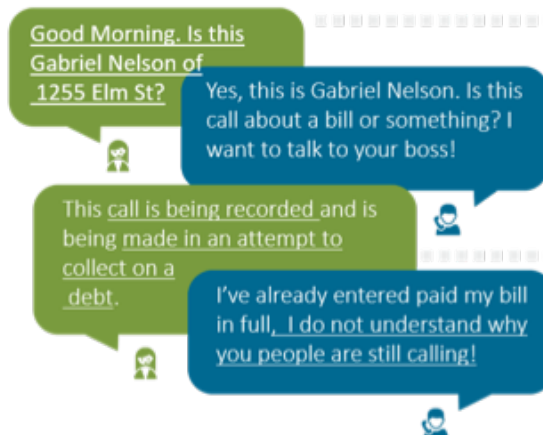 Good Morning. Is this
Gabriel Nelson of
1255 Elm St?
Yes, this is Gabriel Nelson. Is this
call about a bill or something? I
want to talk to your boss!
This call is being recorded and is
being made in an attempt to
collect on a
debt.
I've already entered paid my bill
in full, I do not understand why
you people are still calling!